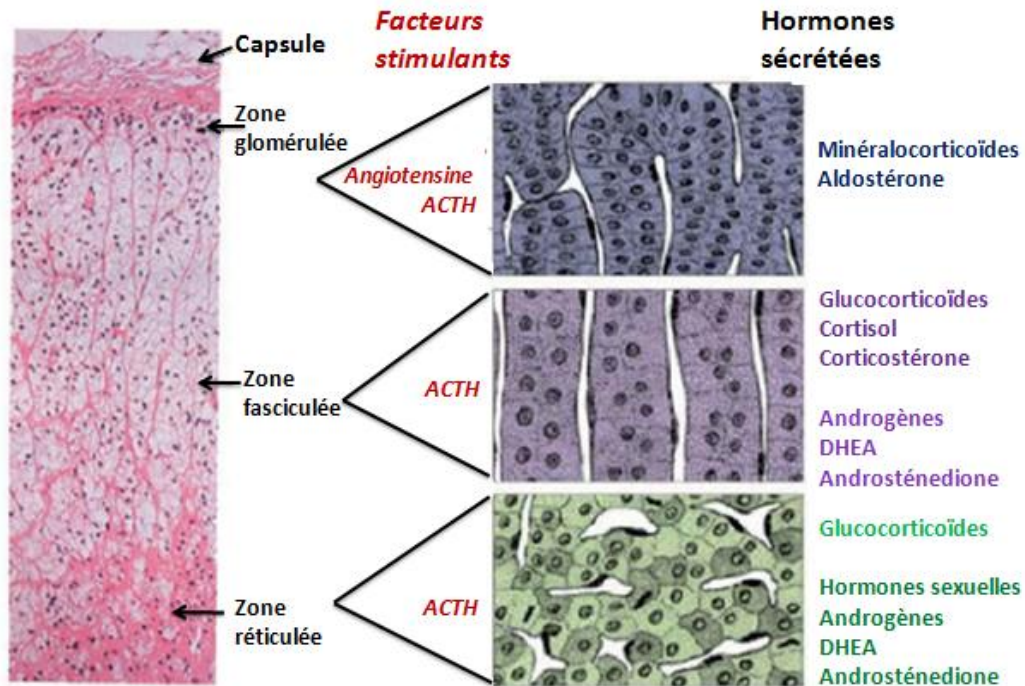 Facteurs
stimulants
Hormones
sécrétées
Capsule
Zone
glomérulée
Angiotensine
ACTH
Minéralocorticoïdes
Aldostérone
Zone
fasciculée
ACTH
Glucocorticoïdes
Cortisol
Corticostérone
Androgènes
DHEA
Androsténedione
Zone
réticulée
ACTH
Glucocorticoïdes
Hormones sexuelles
Androgènes
DHEA
Androsténedione